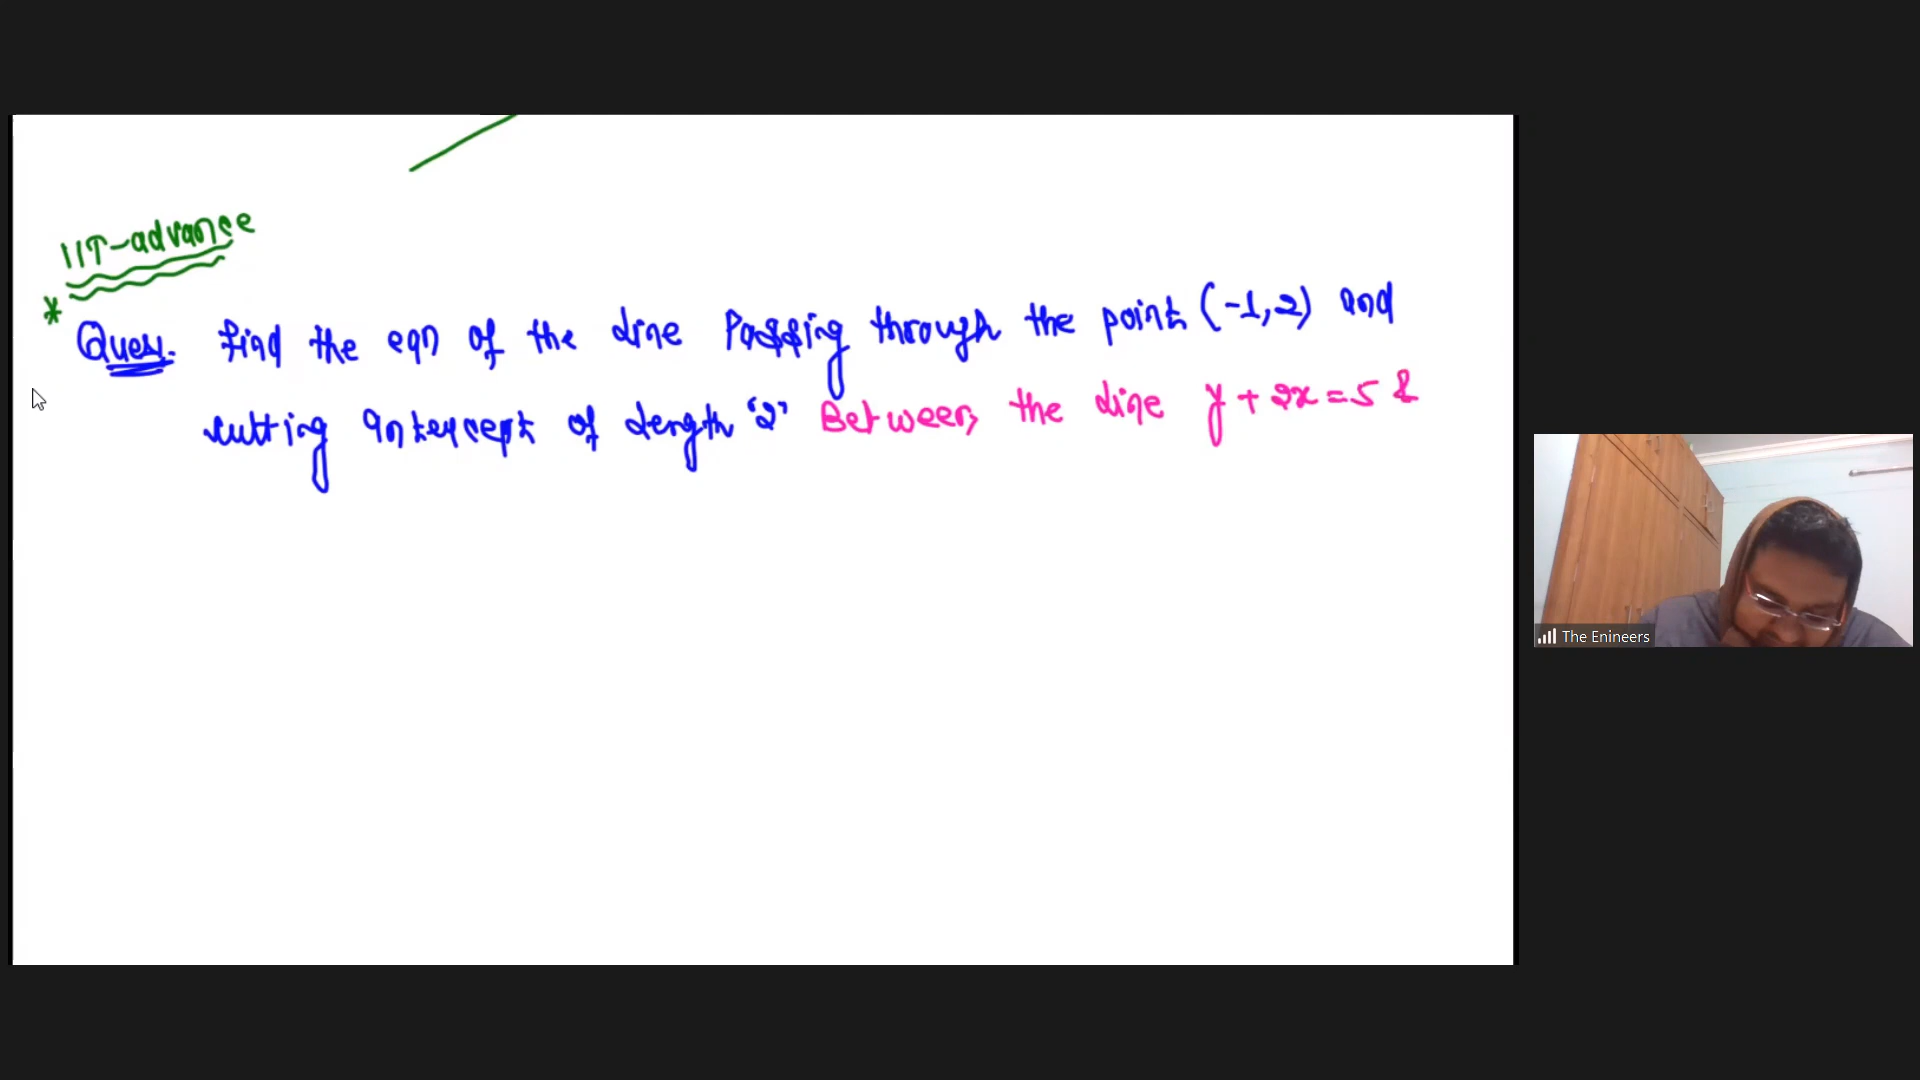 IIT-advance
* Ques. find the eqn of the line Passing through the point (-1,2) and
cutting intercept of length '2' Between the line y + 2x = 5 &
The Enineers